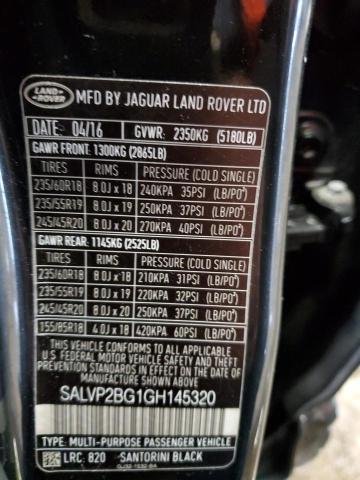 LAND ROVER
MFD BY JAGUAR LAND ROVER LTD
DATE: 04/16 GVWR: 2350KG (5180LB)
GAWR FRONT: 1300KG (2865LB)
TIRES RIMS PRESSURE (COLD SINGLE)
235/60R18 8.0J x 18 240KPA 35PSI (LB/PO²)
235/55R19 8.0J x 19 250KPA 37PSI (LB/PO²)
245/45R20 8.0J x 20 270KPA 40PSI (LB/PO²)
GAWR REAR: 1145KG (2525LB)
TIRES RIMS PRESSURE (COLD SINGLE)
235/60R18 8.0J x 18 210KPA 31PSI (LB/PO²)
235/55R19 8.0J x 19 220KPA 32PSI (LB/PO²)
245/45R20 8.0J x 20 250KPA 37PSI (LB/PO²)
155/85R18 4.0J x 18 420KPA 60PSI (LB/PO²)
THIS VEHICLE CONFORMS TO ALL APPLICABLE
U.S FEDERAL MOTOR VEHICLE SAFETY, BUMPER, AND
THEFT PREVENTION STANDARDS IN EFFECT
ON THE DATE OF MANUFACTURE SHOWN ABOVE.
SALVP2BG1GH145320
TYPE: MULTI-PURPOSE PASSENGER VEHICLE
LRC: 820 SANTORINI BLACK